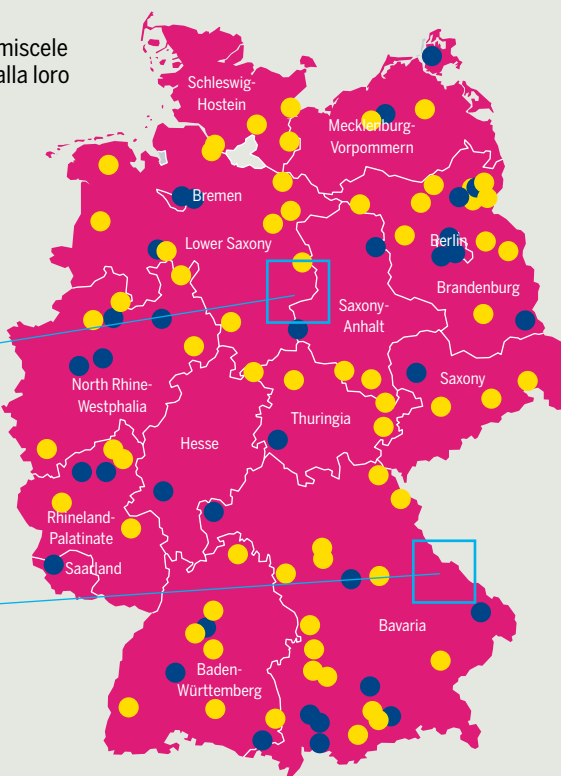 miscele
alla loro
Schleswig-
Hostein
Mecklenburg-
Vorpommern
Bremen
Lower Saxony
Berlin
Brandenburg
Saxony-
Anhalt
North Rhine-
Westphalia
Saxony
Thuringia
Hesse
Rhineland-
Palatinate
Saadland
Bavaria
Baden-
Württemberg